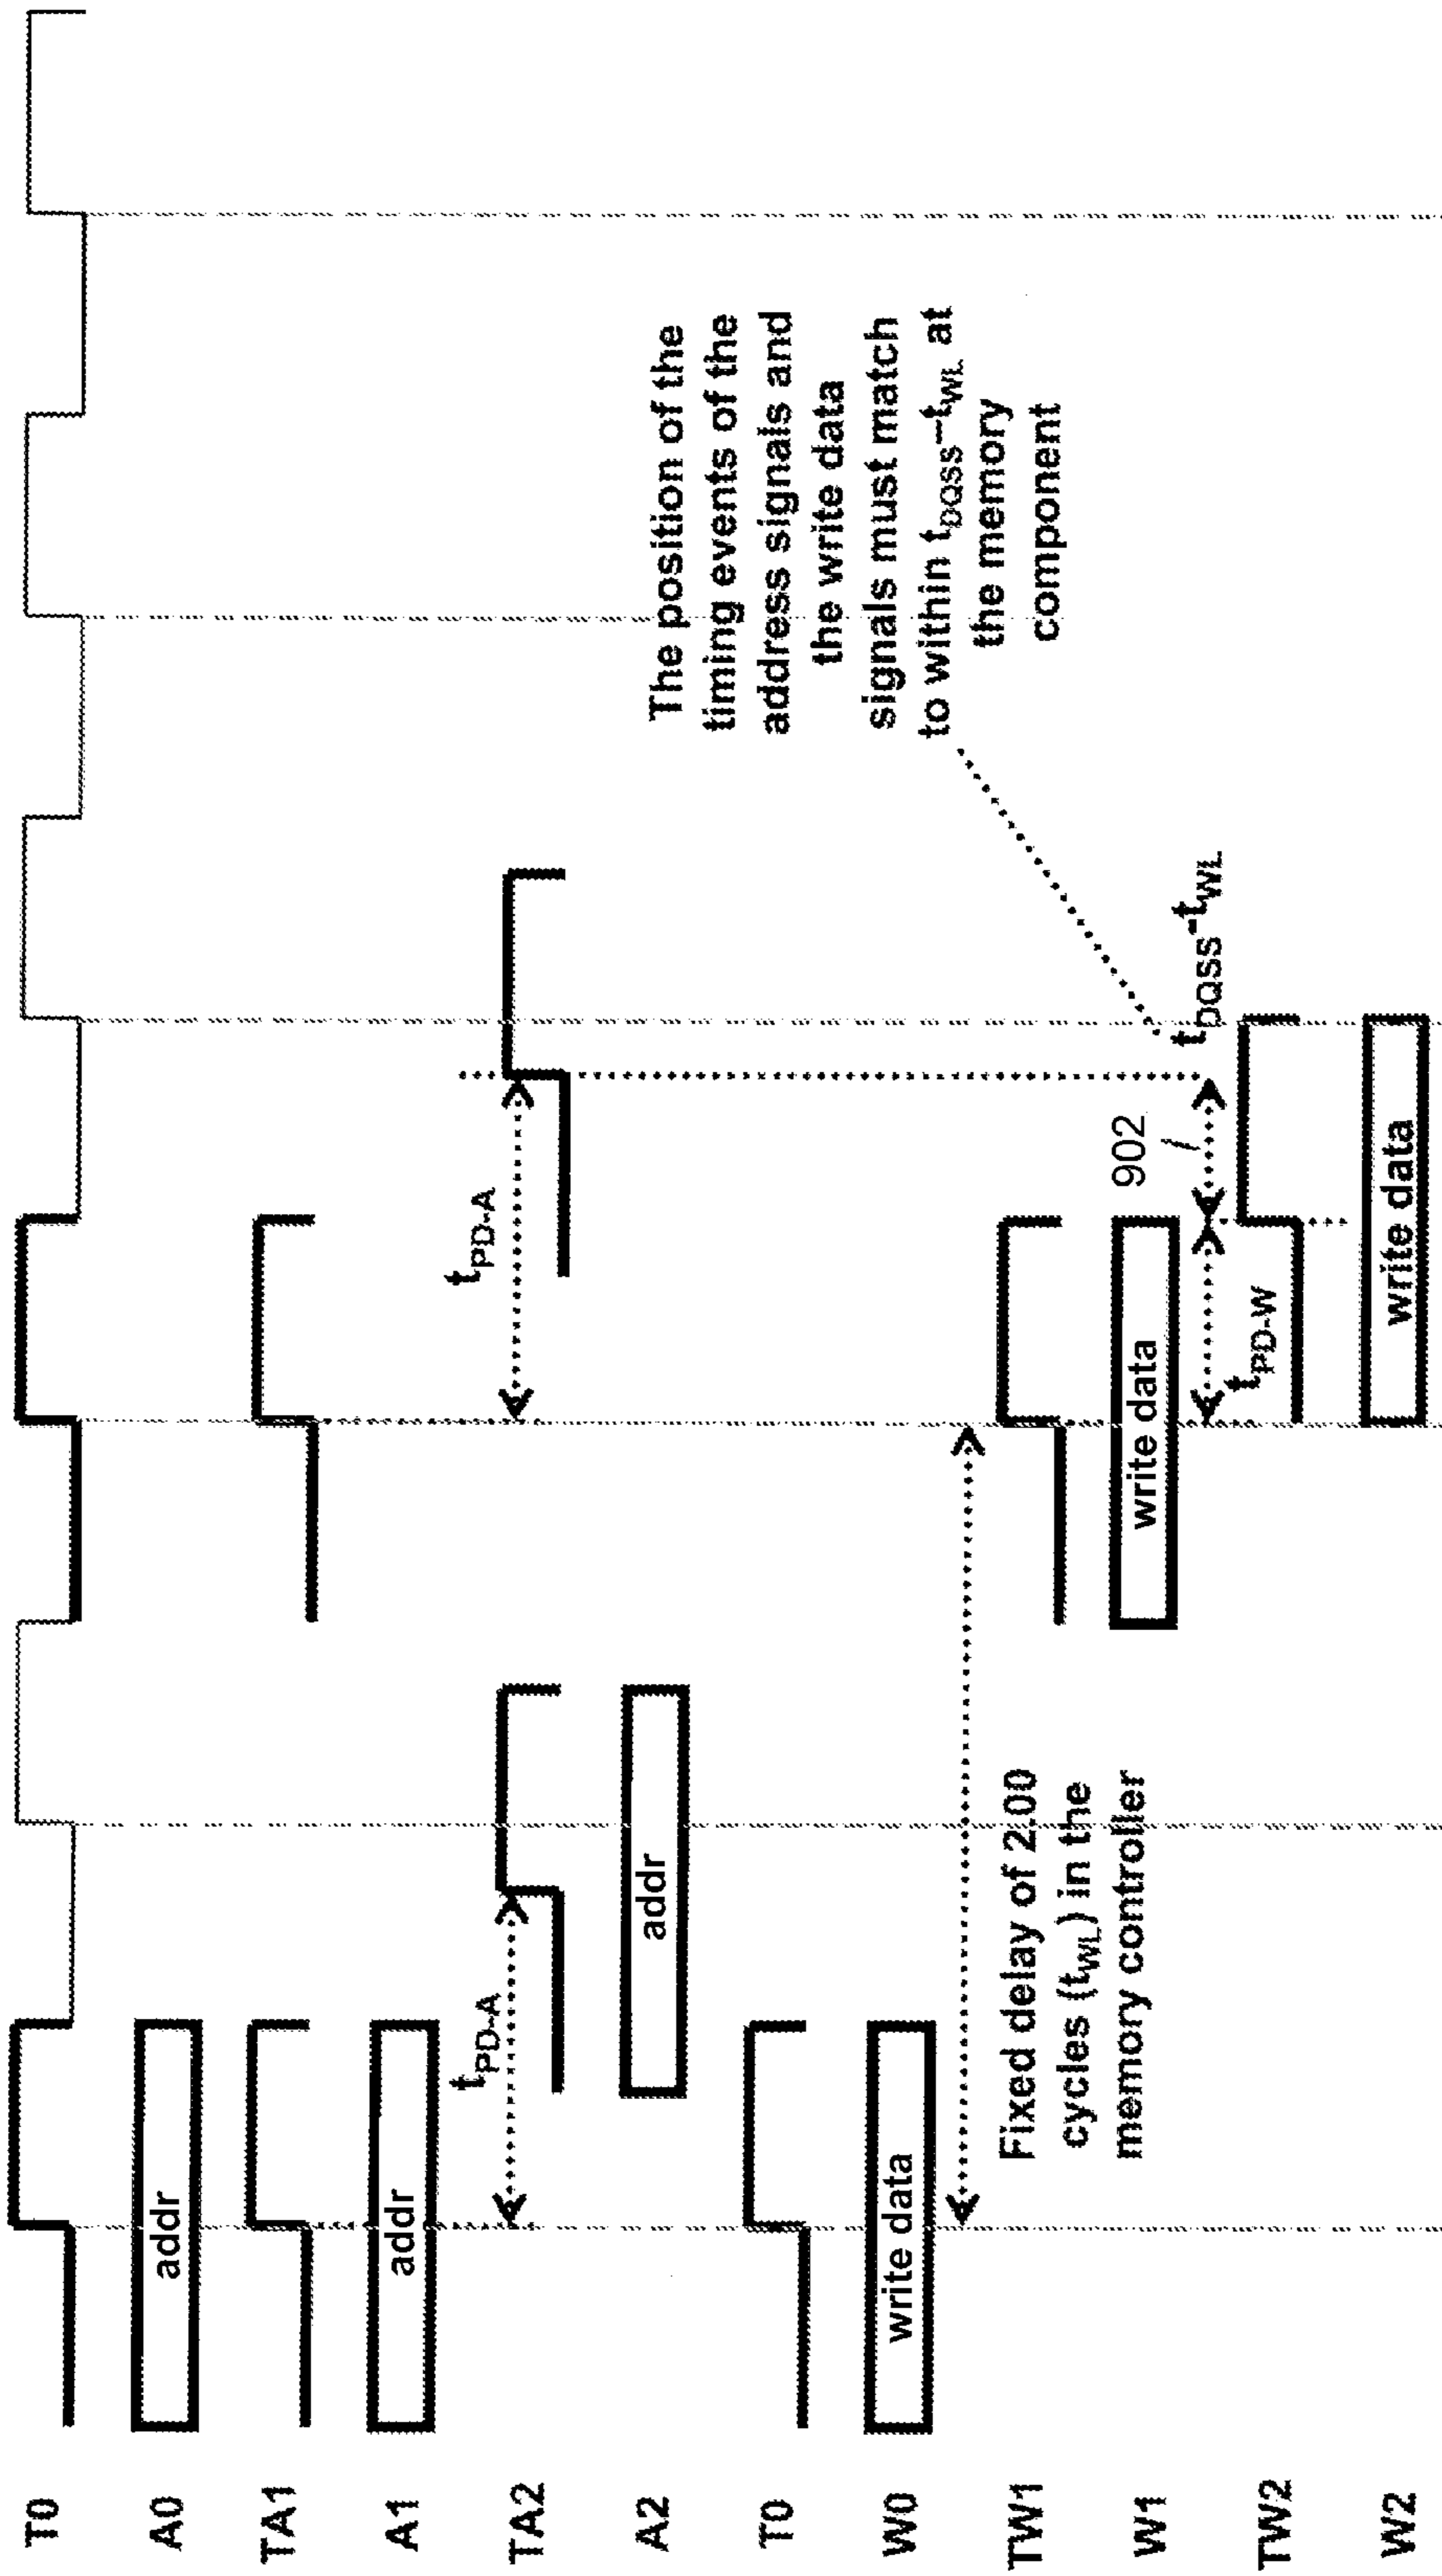 T0
A0
addr
TA1
A1
addr
TA2
tPD-A
tPD-A
A2
addr
T0
W0
write data
Fixed delay of 2.00
cycles (tWL) in the
memory controller
The position of the
timing events of the
address signals and
the write data
signals must match
to within tDQSS-tWL at
the memory
component
TW1
W1
write data
902
tDQSS-tWL
tPD-W
TW2
W2
write data